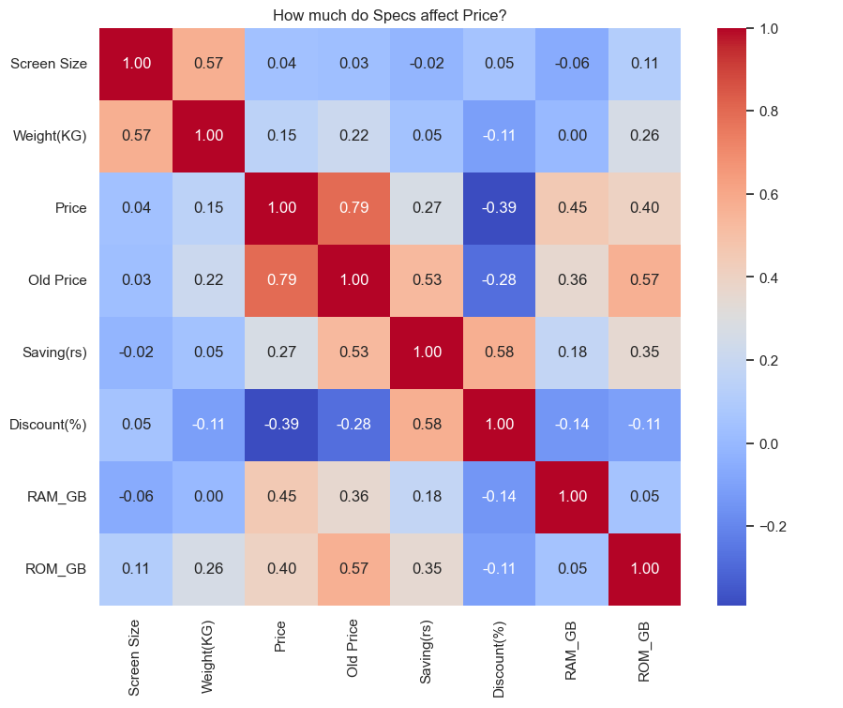 How much do Specs affect Price?
Screen Size 1.00 0.57 0.04 0.03 -0.02 0.05 -0.06 0.11
Weight(KG) 0.57 1.00 0.15 0.22 0.05 -0.11 0.00 0.26
Price 0.04 0.15 1.00 0.79 0.27 -0.39 0.45 0.40
Old Price 0.03 0.22 0.79 1.00 0.53 -0.28 0.36 0.57
Saving(rs) -0.02 0.05 0.27 0.53 1.00 0.58 0.18 0.35
Discount(%) 0.05 -0.11 -0.39 -0.28 0.58 1.00 -0.14 -0.11
RAM_GB -0.06 0.00 0.45 0.36 0.18 -0.14 1.00 0.05
ROM_GB 0.11 0.26 0.40 0.57 0.35 -0.11 0.05 1.00
Screen Size
Weight(KG)
Price
Old Price
Saving(rs)
Discount(%)
RAM_GB
ROM_GB
1.0
0.8
0.6
0.4
0.2
0.0
−0.2